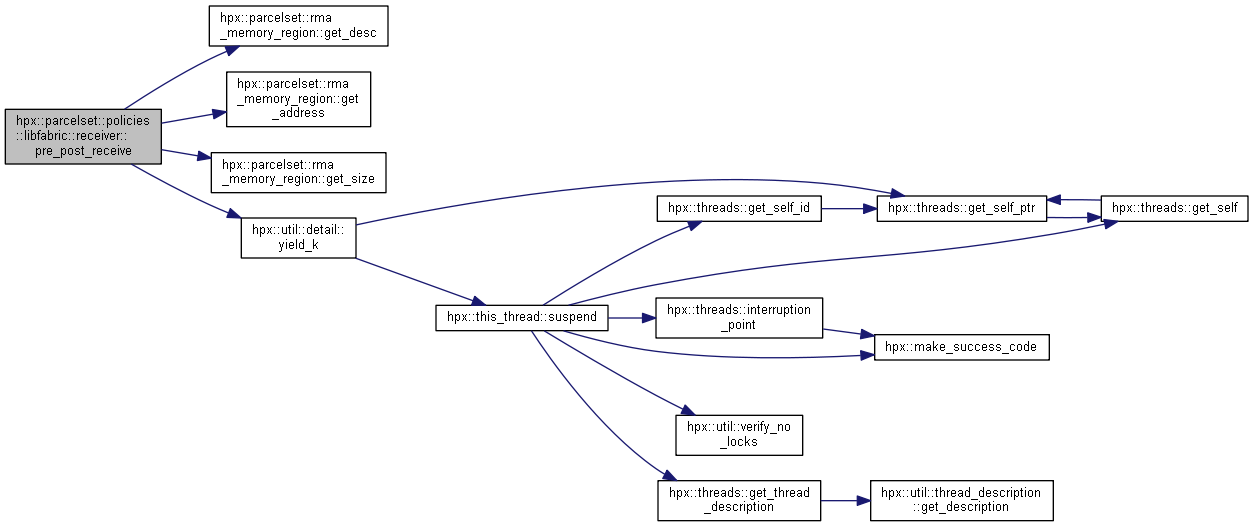 hpx::parcelset::rma
_memory_region::get_desc
hpx::parcelset::rma
_memory_region::get
_address
hpx::parcelset::policies
::libfabric::receiver::
pre_post_receive
hpx::parcelset::rma
_memory_region::get_size
hpx::util::detail::
yield_k
hpx::threads::get_self_id
hpx::threads::get_self_ptr
hpx::threads::get_self
hpx::this_thread::suspend
hpx::threads::interruption
_point
hpx::make_success_code
hpx::util::verify_no
_locks
hpx::threads::get_thread
_description
hpx::util::thread_description
::get_description